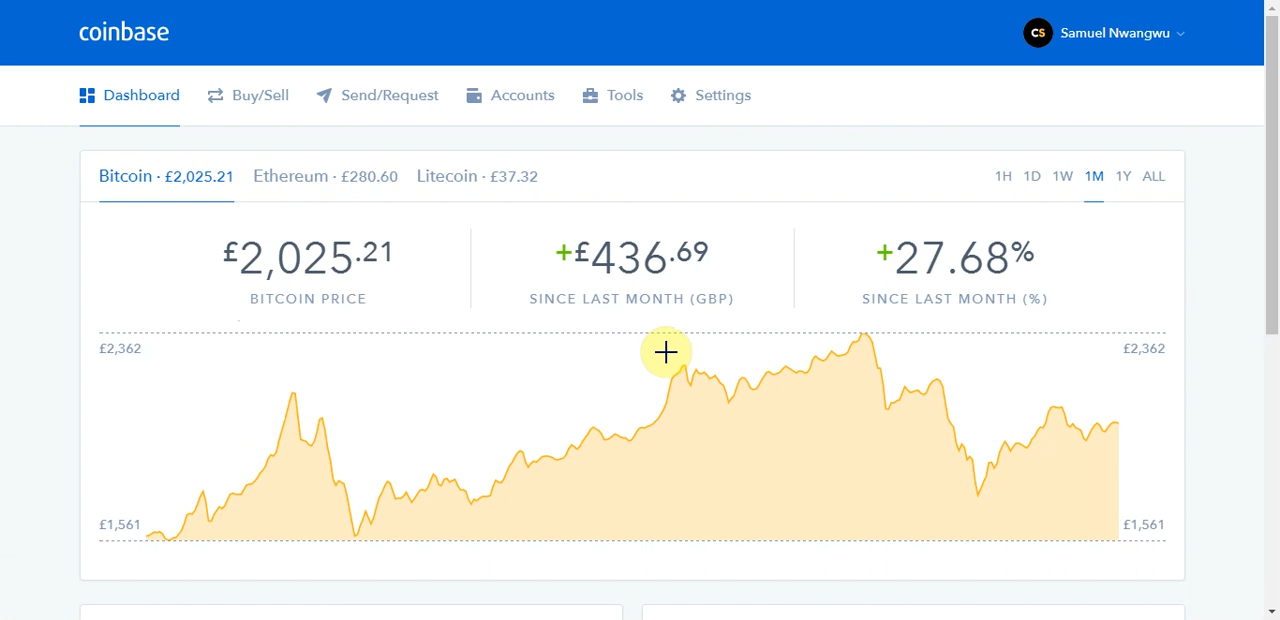 coinbase
CS Samuel Nwangwu
Dashboard Buy/Sell Send/Request Accounts Tools Settings
Bitcoin · £2,025.21 Ethereum · £280.60 Litecoin · £37.32 1H 1D 1W 1M 1Y ALL
£2,025.21 +£436.69 +27.68%
BITCOIN PRICE SINCE LAST MONTH (GBP) SINCE LAST MONTH (%)
£2,362 £2,362
£1,561 £1,561